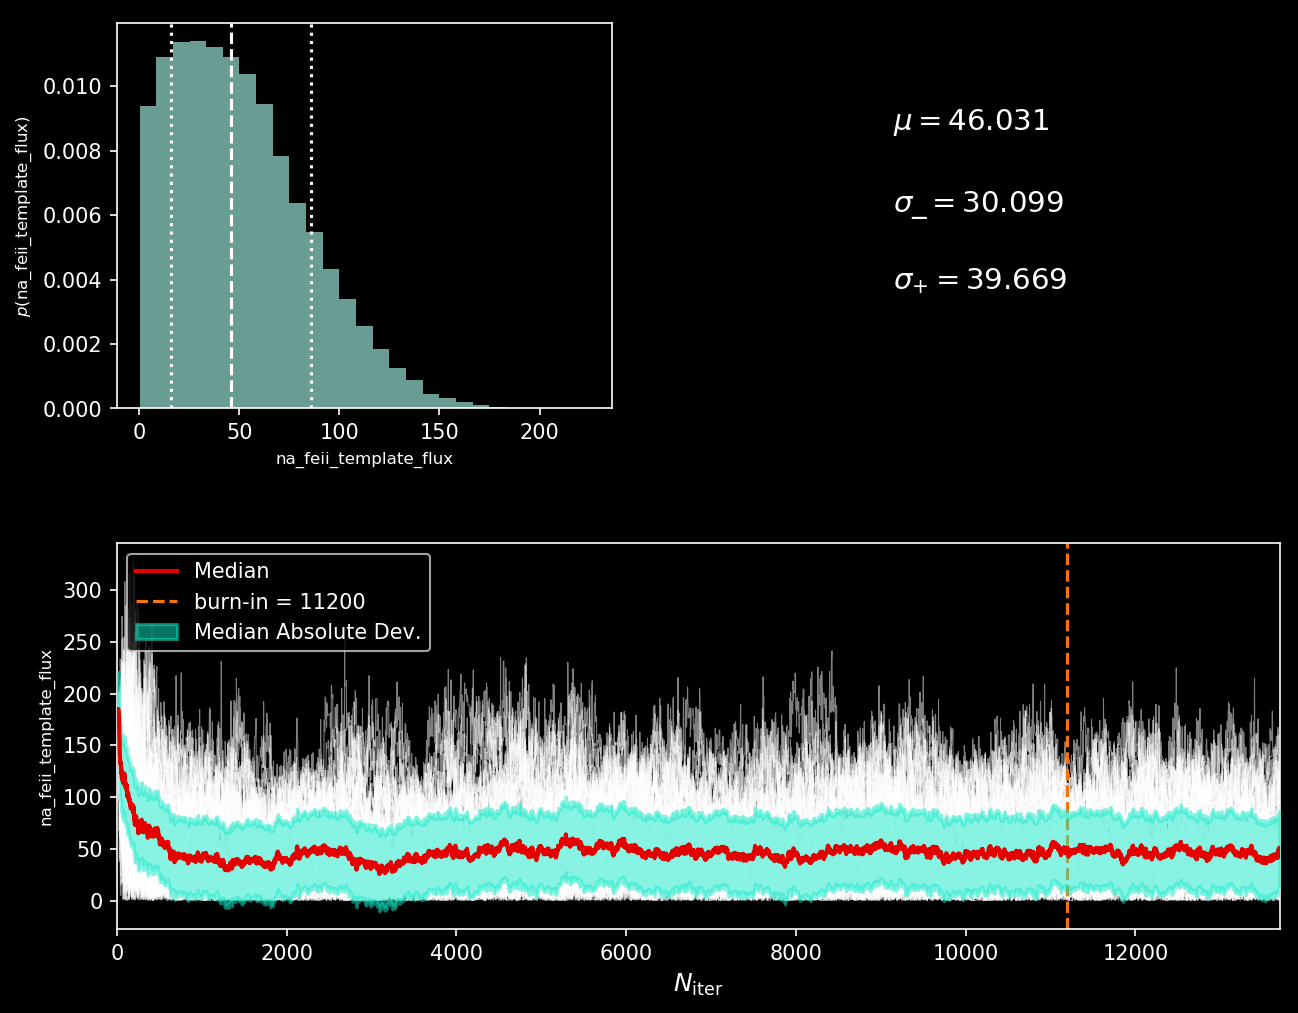 0.010
0.008
0.006
0.004
0.002
0.000
p(na_feii_template_flux)
0 50 100 150 200
na_feii_template_flux
μ = 46.031
σ_ = 30.099
σ+ = 39.669
300
250
200
150
100
50
0
na_feii_template_flux
Median
burn-in = 11200
Median Absolute Dev.
0 2000 4000 6000 8000 10000 12000
Niter